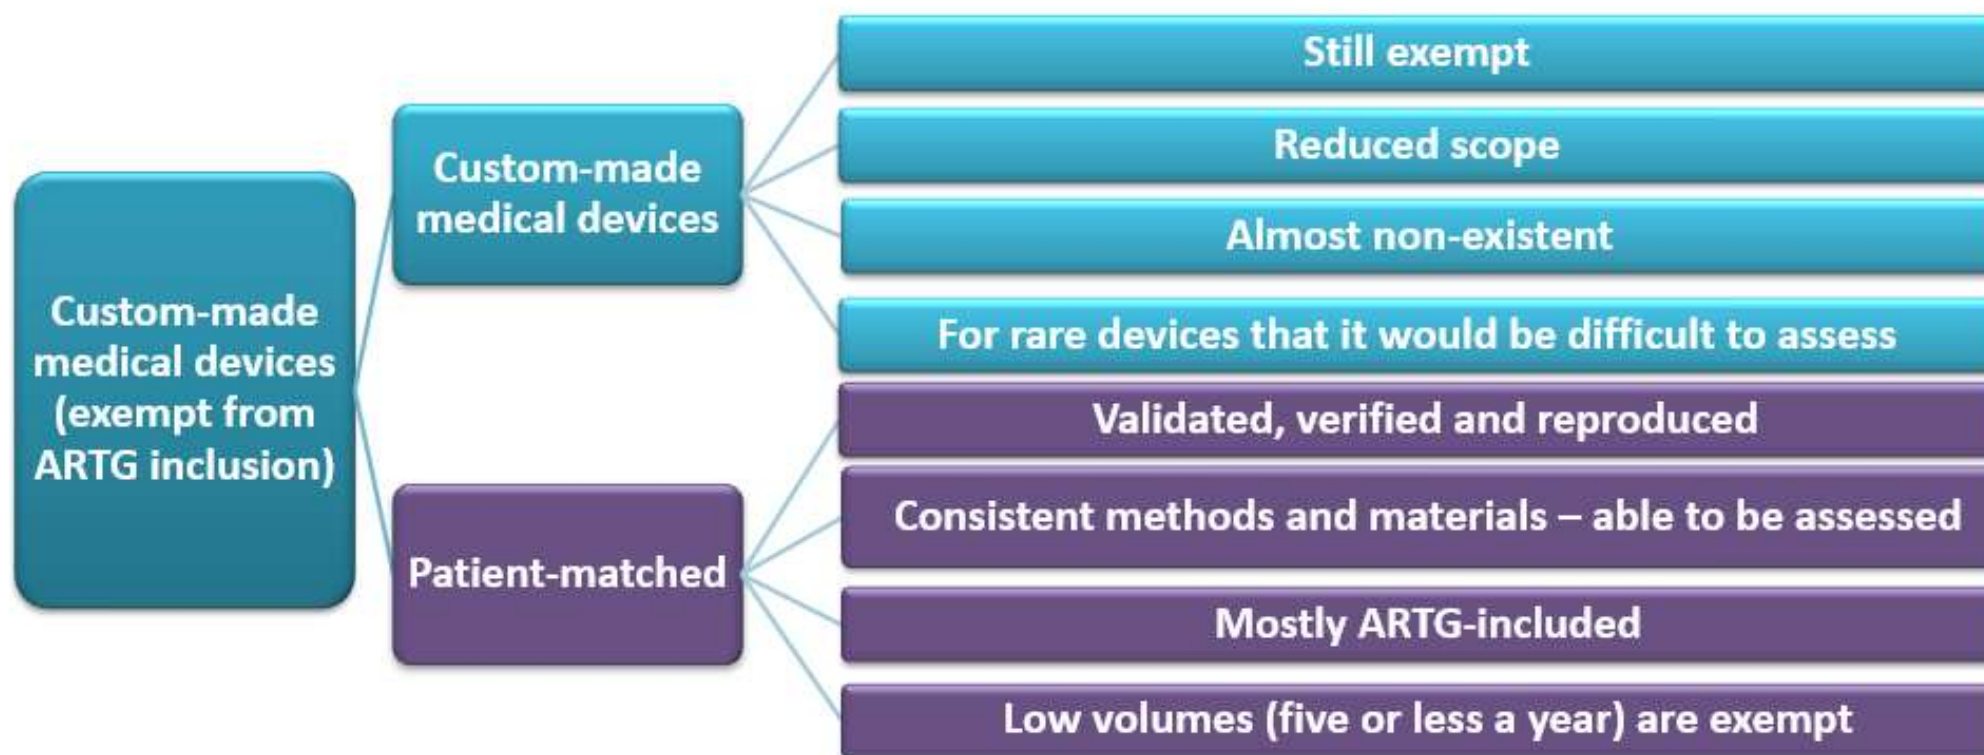 Custom-made
medical devices
(exempt from
ARTG inclusion)
Custom-made
medical devices
Still exempt
Reduced scope
Almost non-existent
For rare devices that it would be difficult to assess
Patient-matched
Validated, verified and reproduced
Consistent methods and materials – able to be assessed
Mostly ARTG-included
Low volumes (five or less a year) are exempt